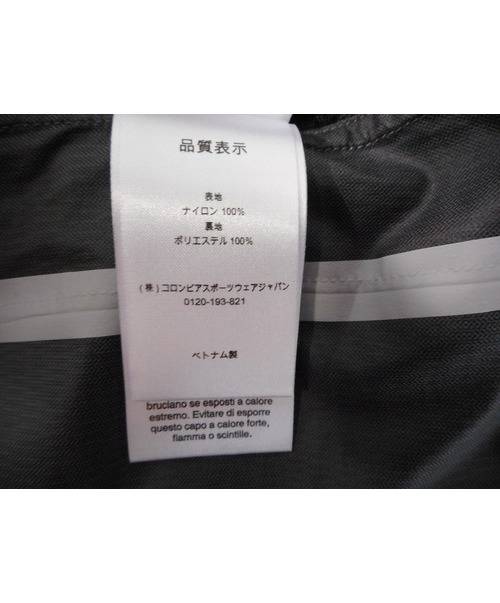 品質表示
表地
ナイロン 100%
裏地
ポリエステル 100%
(株)コロンビアスポーツウェアジャパン
0120-193-821
ベトナム製
bruciano se esposti a calore
estremo. Evitare di esporre
questo capo a calore forte,
fiamma o scintille.